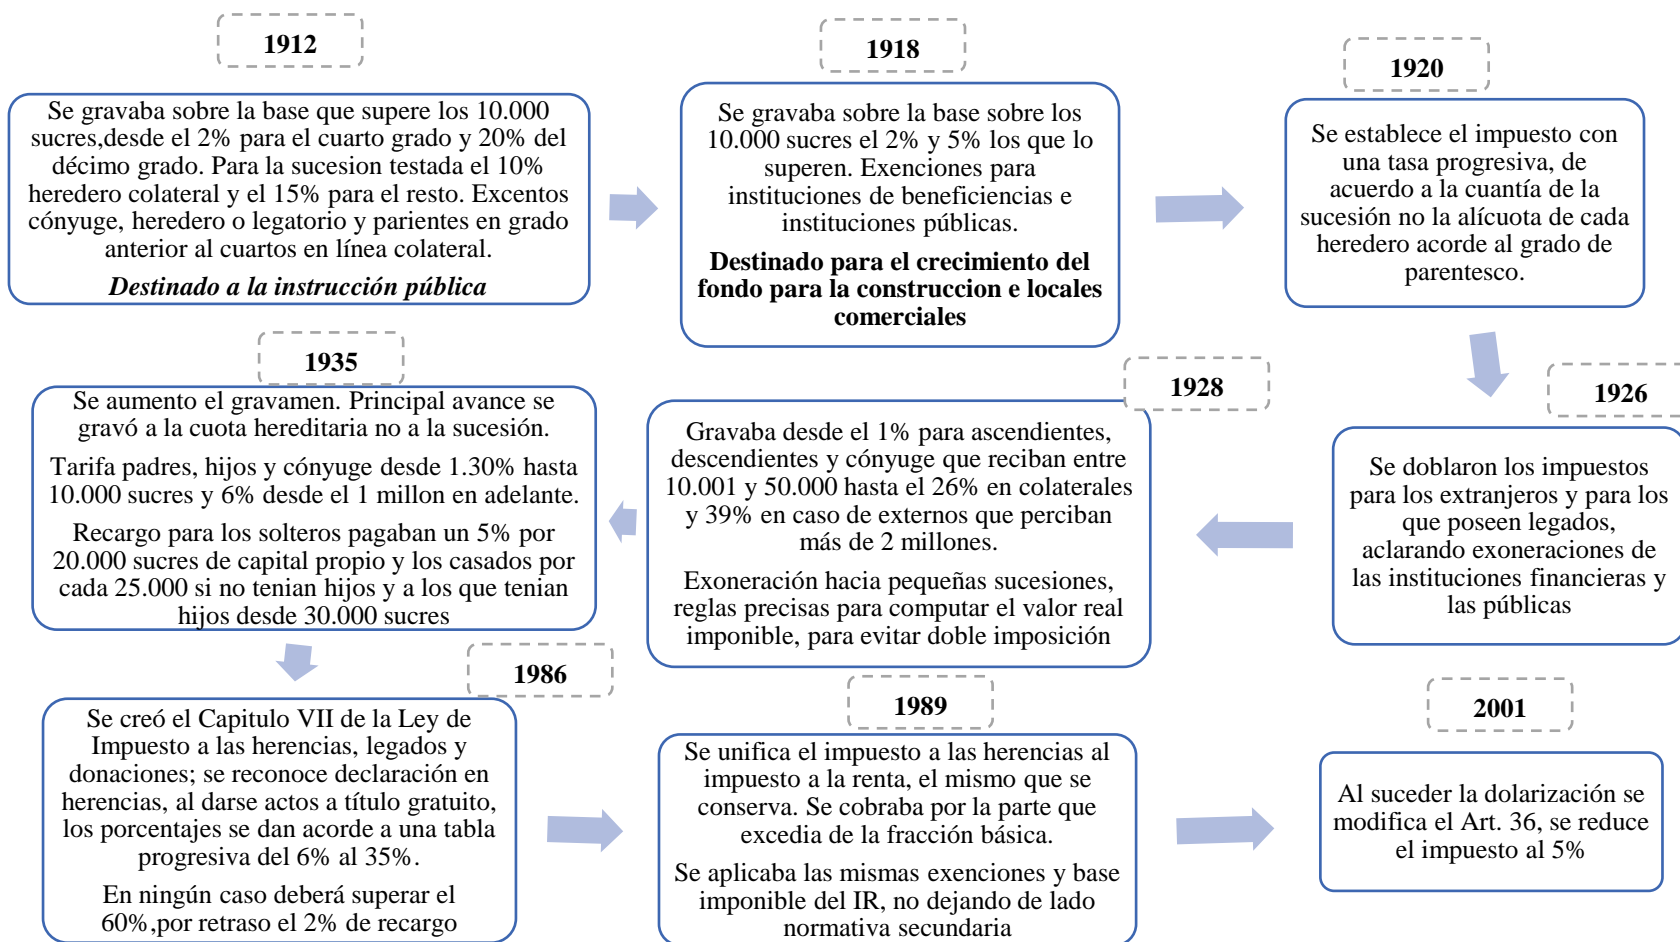 1912
Se gravaba sobre la base que supere los 10.000
sucres,desde el 2% para el cuarto grado y 20% del
décimo grado. Para la sucesion testada el 10%
heredero colateral y el 15% para el resto. Excentos
cónyuge, heredero o legatorio y parientes en grado
anterior al cuartos en línea colateral.
Destinado a la instrucción pública
1918
Se gravaba sobre la base sobre los
10.000 sucres el 2% y 5% los que lo
superen. Exenciones para
instituciones de beneficiencias e
instituciones públicas.
Destinado para el crecimiento del
fondo para la construccion e locales
comerciales
1920
Se establece el impuesto con
una tasa progresiva, de
acuerdo a la cuantía de la
sucesión no la alícuota de cada
heredero acorde al grado de
parentesco.
1926
Se doblaron los impuestos
para los extranjeros y para los
que poseen legados,
aclarando exoneraciones de
las instituciones financieras y
las públicas
1928
Gravaba desde el 1% para ascendientes,
descendientes y cónyuge que reciban entre
10.001 y 50.000 hasta el 26% en colaterales
y 39% en caso de externos que perciban
más de 2 millones.
Exoneración hacia pequeñas sucesiones,
reglas precisas para computar el valor real
imponible, para evitar doble imposición
1935
Se aumento el gravamen. Principal avance se
gravó a la cuota hereditaria no a la sucesión.
Tarifa padres, hijos y cónyuge desde 1.30% hasta
10.000 sucres y 6% desde el 1 millon en adelante.
Recargo para los solteros pagaban un 5% por
20.000 sucres de capital propio y los casados por
cada 25.000 si no tenian hijos y a los que tenian
hijos desde 30.000 sucres
1986
Se creó el Capitulo VII de la Ley de
Impuesto a las herencias, legados y
donaciones; se reconoce declaración en
herencias, al darse actos a título gratuito,
los porcentajes se dan acorde a una tabla
progresiva del 6% al 35%.
En ningún caso deberá superar el
60%,por retraso el 2% de recargo
1989
Se unifica el impuesto a las herencias al
impuesto a la renta, el mismo que se
conserva. Se cobraba por la parte que
excedia de la fracción básica.
Se aplicaba las mismas exenciones y base
imponible del IR, no dejando de lado
normativa secundaria
2001
Al suceder la dolarización se
modifica el Art. 36, se reduce
el impuesto al 5%